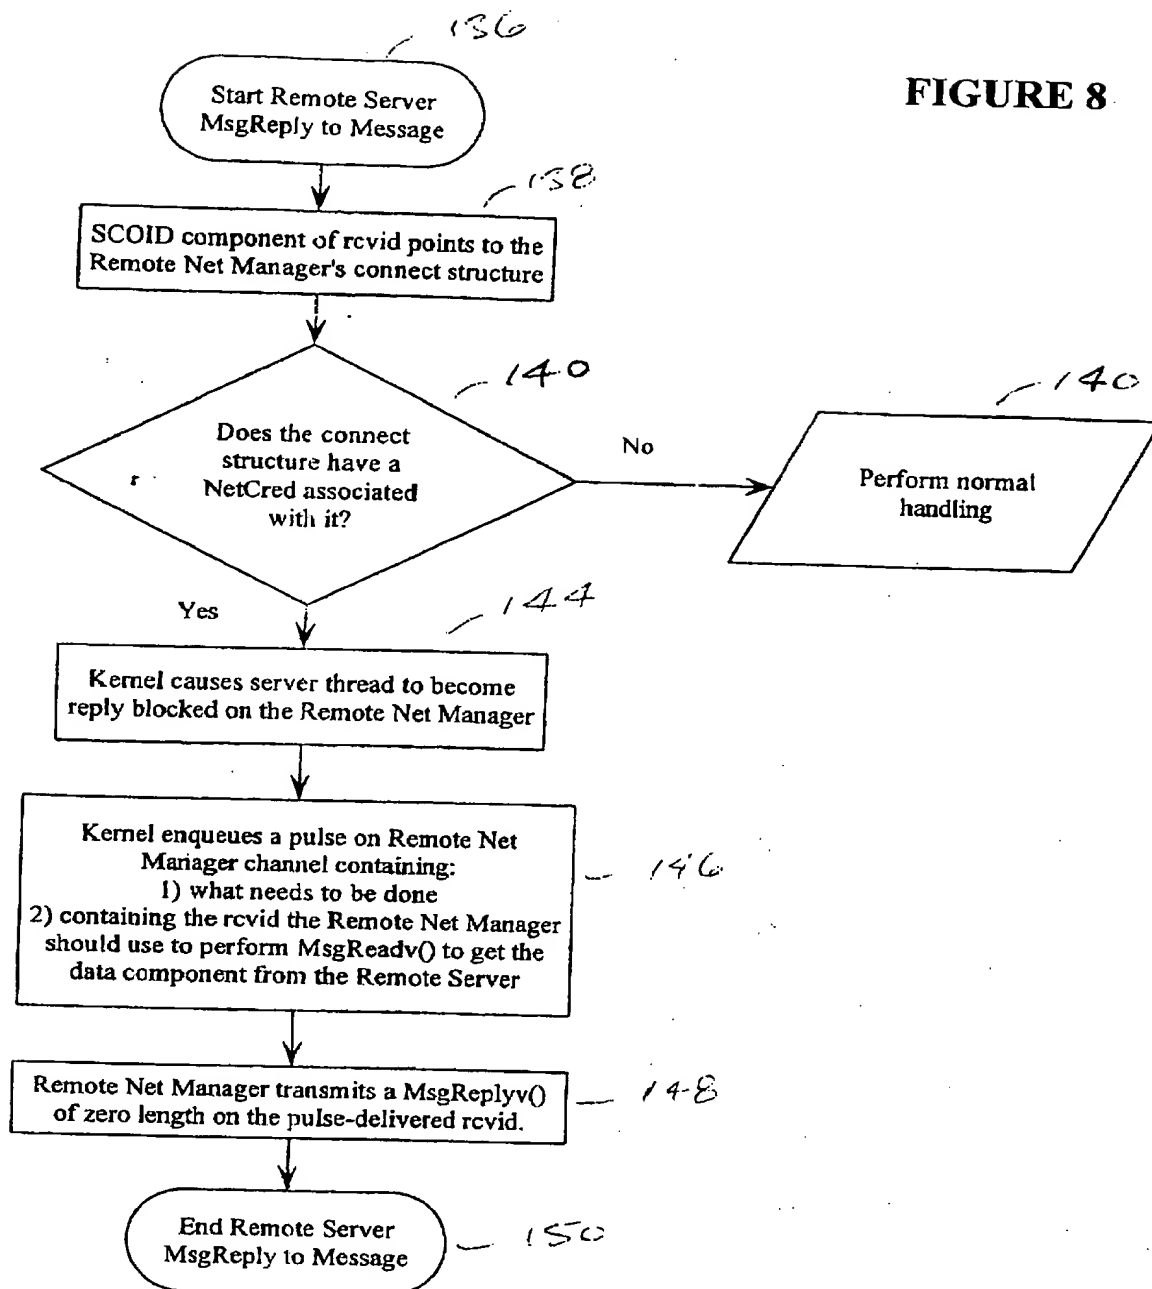 136
FIGURE 8
Start Remote Server
MsgReply to Message
138
SCOID component of rcvid points to the
Remote Net Manager's connect structure
140
140
Does the connect
structure have a
NetCred associated
with it?
No
Perform normal
handling
Yes
144
Kernel causes server thread to become
reply blocked on the Remote Net Manager
Kernel enqueues a pulse on Remote Net
Manager channel containing:
1) what needs to be done
2) containing the rcvid the Remote Net Manager
should use to perform MsgReadv() to get the
data component from the Remote Server
146
Remote Net Manager transmits a MsgReplyv()
of zero length on the pulse-delivered rcvid.
148
End Remote Server
MsgReply to Message
150